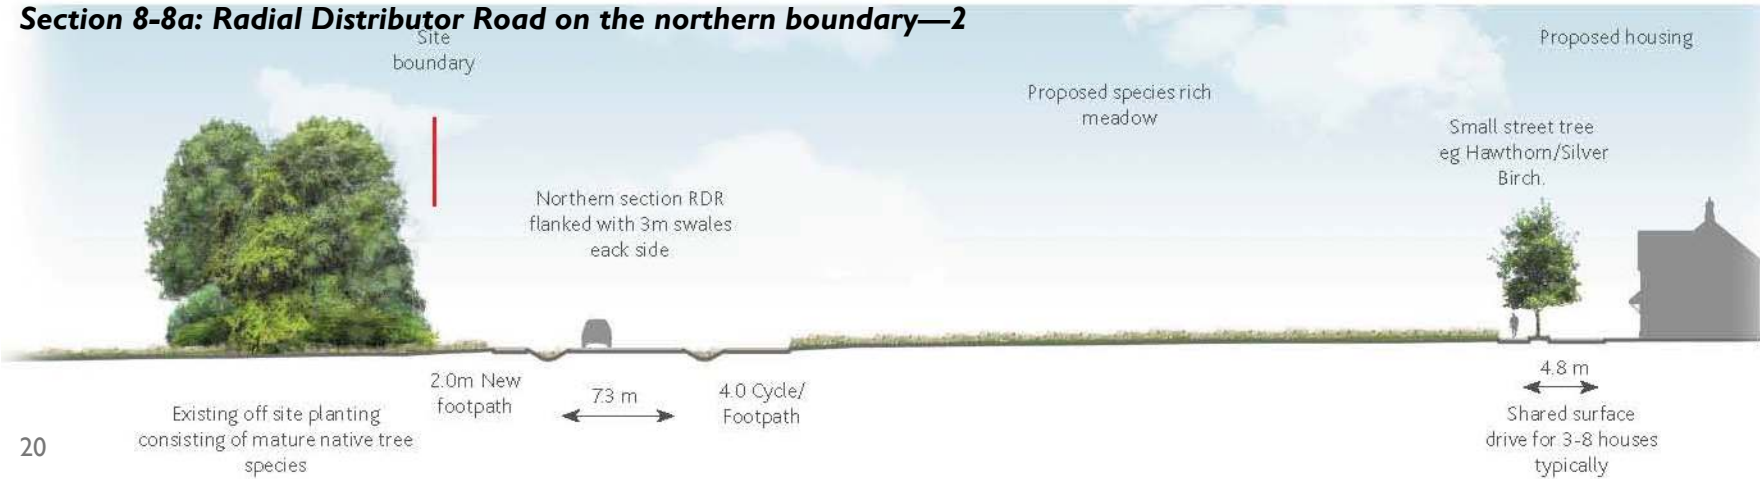 Section 8-8a: Radial Distributor Road on the northern boundary—2
Site
boundary
Proposed housing
Proposed species rich
meadow
Small street tree
eg Hawthorn/Silver
Birch.
Northern section RDR
flanked with 3m swales
eack side
2.0m New
footpath
7.3 m
4.0 Cycle/
Footpath
4.8 m
Existing off site planting
consisting of mature native tree
species
Shared surface
drive for 3-8 houses
typically
20